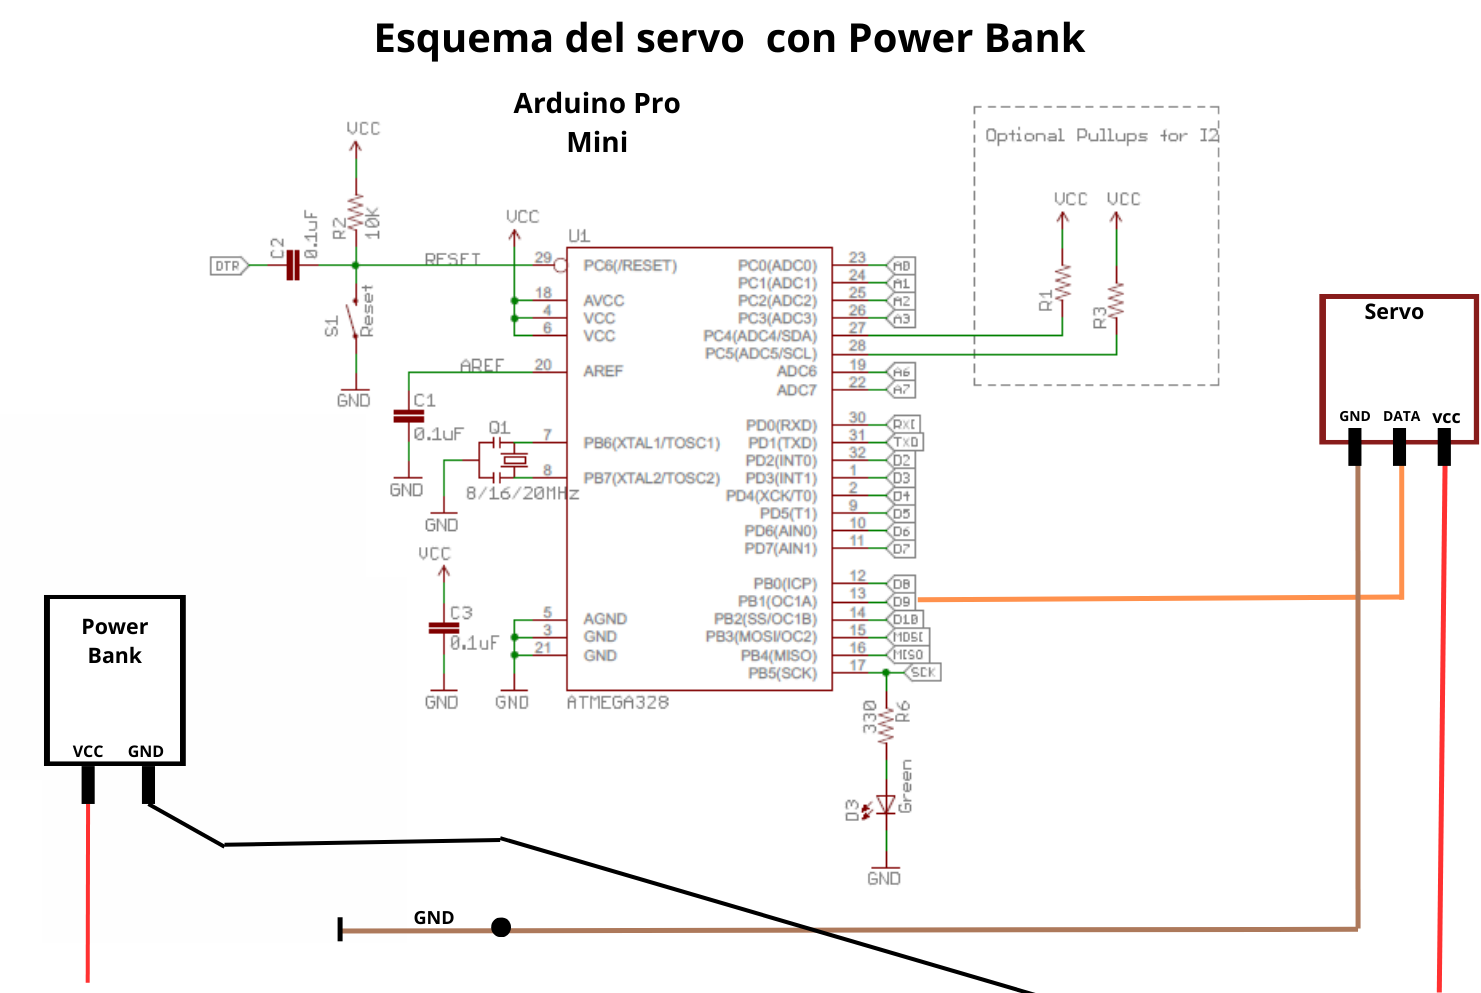 Esquema del servo con Power Bank
Arduino Pro
Mini
Optional Pullups for I2
VCC
R2
10K
C2
0.1uF
DTR
RESET
S1
Reset
GND
VCC
U1
29
PC6(/RESET)
18
AVCC
4
VCC
6
VCC
AREF
20
AREF
C1
0.1uF
GND
Q1
7
PB6(XTAL1/TOSC1)
8
PB7(XTAL2/TOSC2)
8/16/20MHz
GND
VCC
C3
0.1uF
GND
5
AGND
3
GND
21
GND
GND
ATMEGA328
PC0(ADC0)
23
A0
PC1(ADC1)
24
A1
PC2(ADC2)
25
A2
PC3(ADC3)
26
A3
PC4(ADC4/SDA)
27
PC5(ADC5/SCL)
28
ADC6
19
A6
ADC7
22
A7
PD0(RXD)
30
RXI
PD1(TXD)
31
TXO
PD2(INT0)
32
D2
PD3(INT1)
1
D3
PD4(XCK/T0)
2
D4
PD5(T1)
9
D5
PD6(AIN0)
10
D6
PD7(AIN1)
11
D7
PB0(ICP)
12
D8
PB1(OC1A)
13
D9
PB2(SS/OC1B)
14
D10
PB3(MOSI/OC2)
15
MOSI
PB4(MISO)
16
MISO
PB5(SCK)
17
SCK
330
R6
D3
Green
GND
VCC
VCC
R1
R3
Servo
GND
DATA
VCC
Power
Bank
VCC
GND
GND